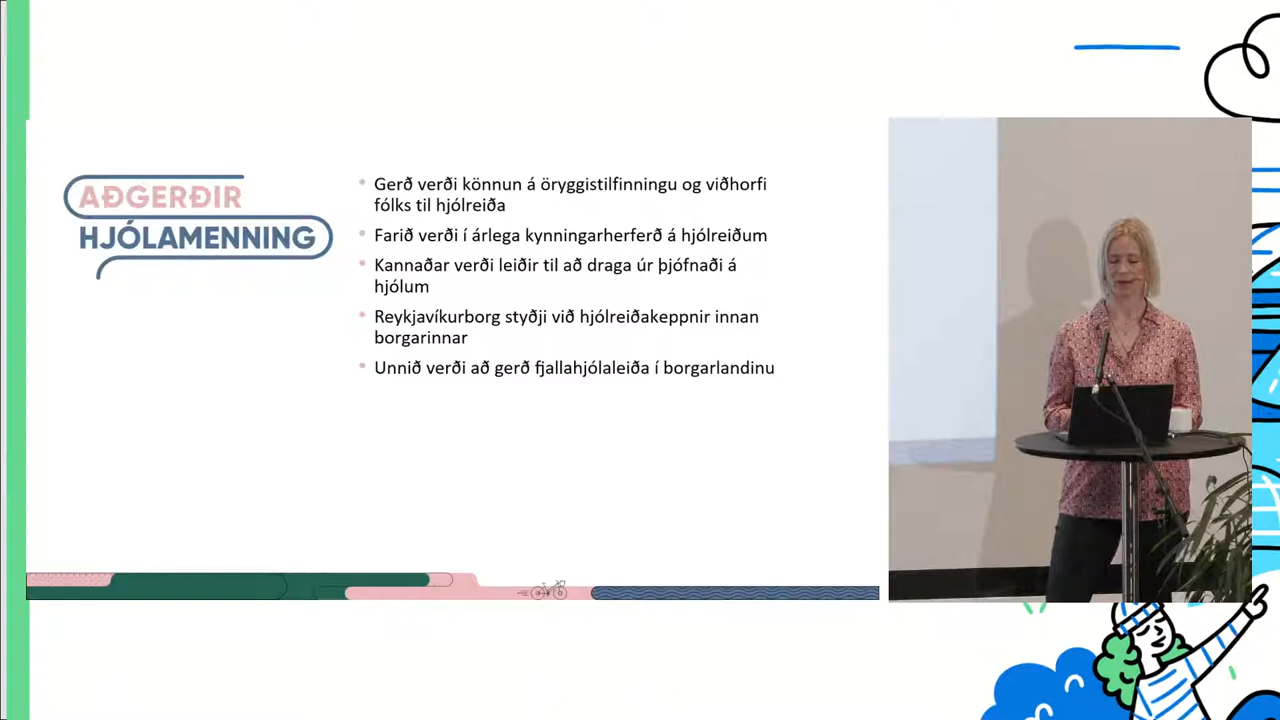 AÐGERÐIR
HJÓLAMENNING
Gerð verði könnun á öryggistilfinningu og viðhorfi
fólks til hjólreiða
Farið verði í árlega kynningarherferð á hjólreiðum
Kannaðar verði leiðir til að draga úr þjófnaði á
hjólum
Reykjavíkurborg styðji við hjólreiðakeppnir innan
borgarinnar
Unnið verði að gerð fjallahjólaleiða í borgarlandinu